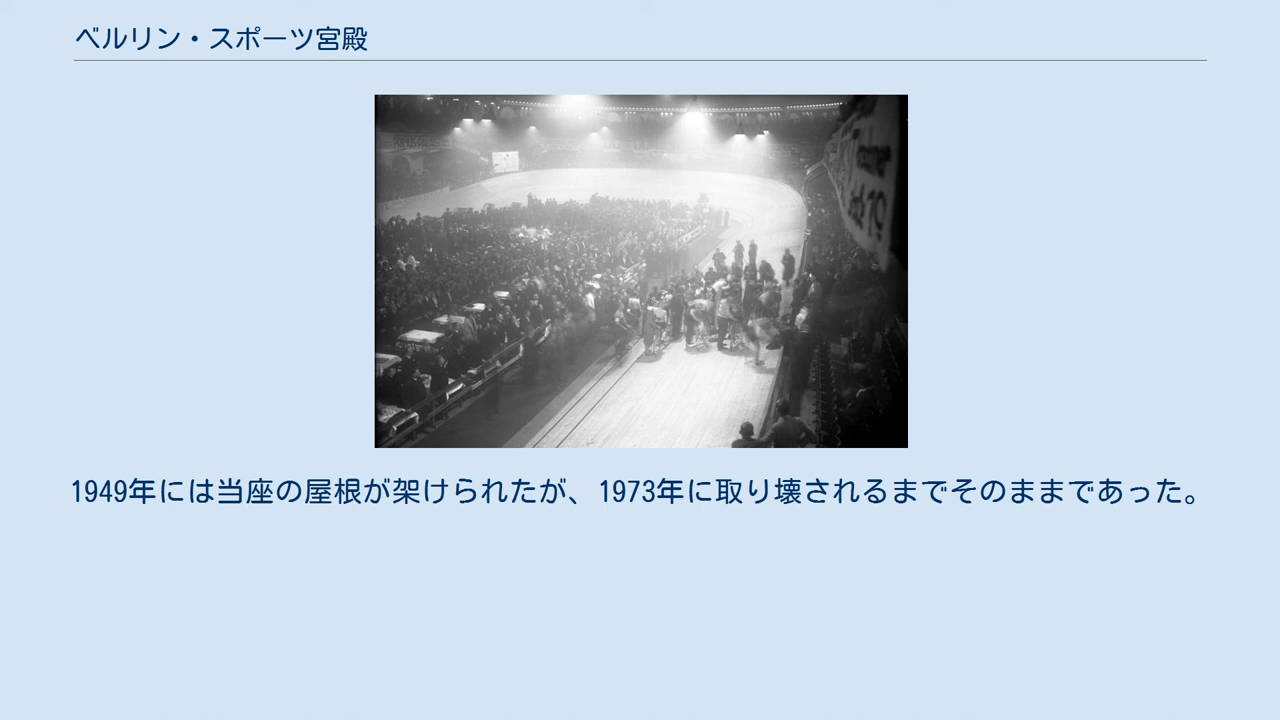 ベルリン・スポーツ宮殿
1949年には当座の屋根が架けられたが、1973年に取り壊されるまでそのままであった。